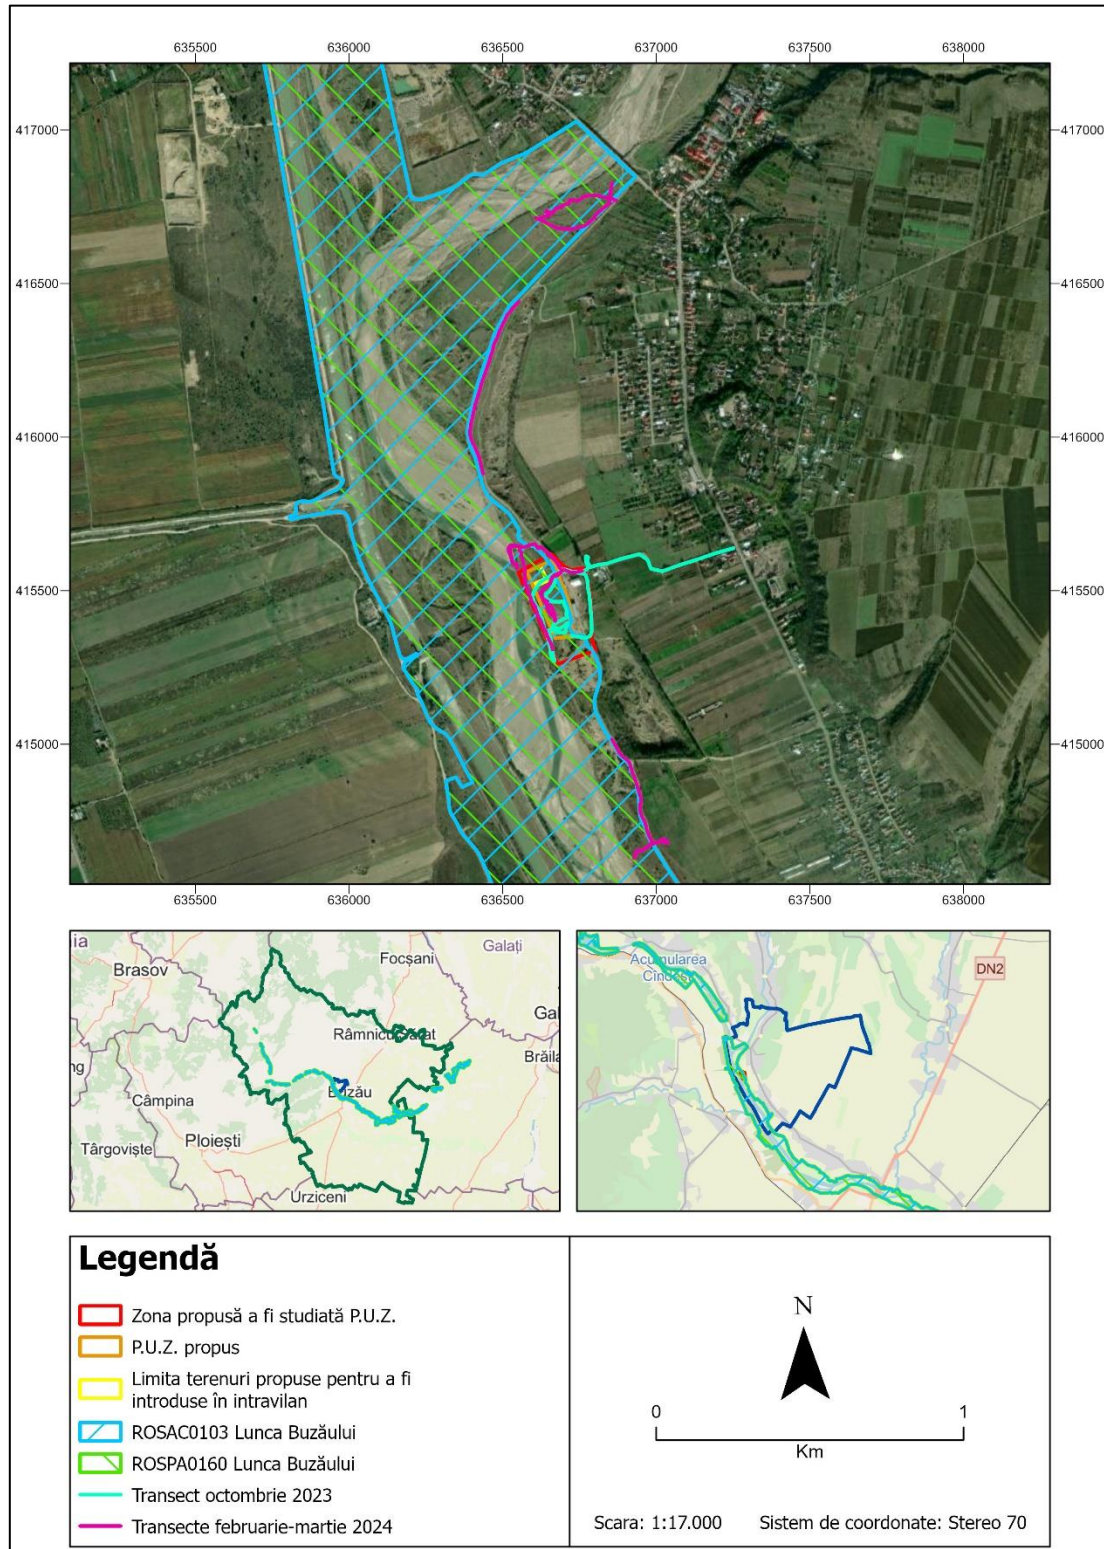 635500 636000 636500 637000 637500 638000
417000 417000
416500 416500
416000 416000
415500 415500
415000 415000
635500 636000 636500 637000 637500 638000
Galați
Focșani
Brasov
Râmnicu Sărat
Brăila
Buzău
Câmpina
Ploiești
Târgoviște
Urziceni
Acumularea
DN2
Legendă
Zona propusă a fi studiată P.U.Z.
P.U.Z. propus
Limita terenuri propuse pentru a fi
introduse în intravilan
ROSAC0103 Lunca Buzăului
ROSPA0160 Lunca Buzăului
Transect octombrie 2023
Transecte februarie-martie 2024
N
0 1
Km
Scara: 1:17.000 Sistem de coordonate: Stereo 70